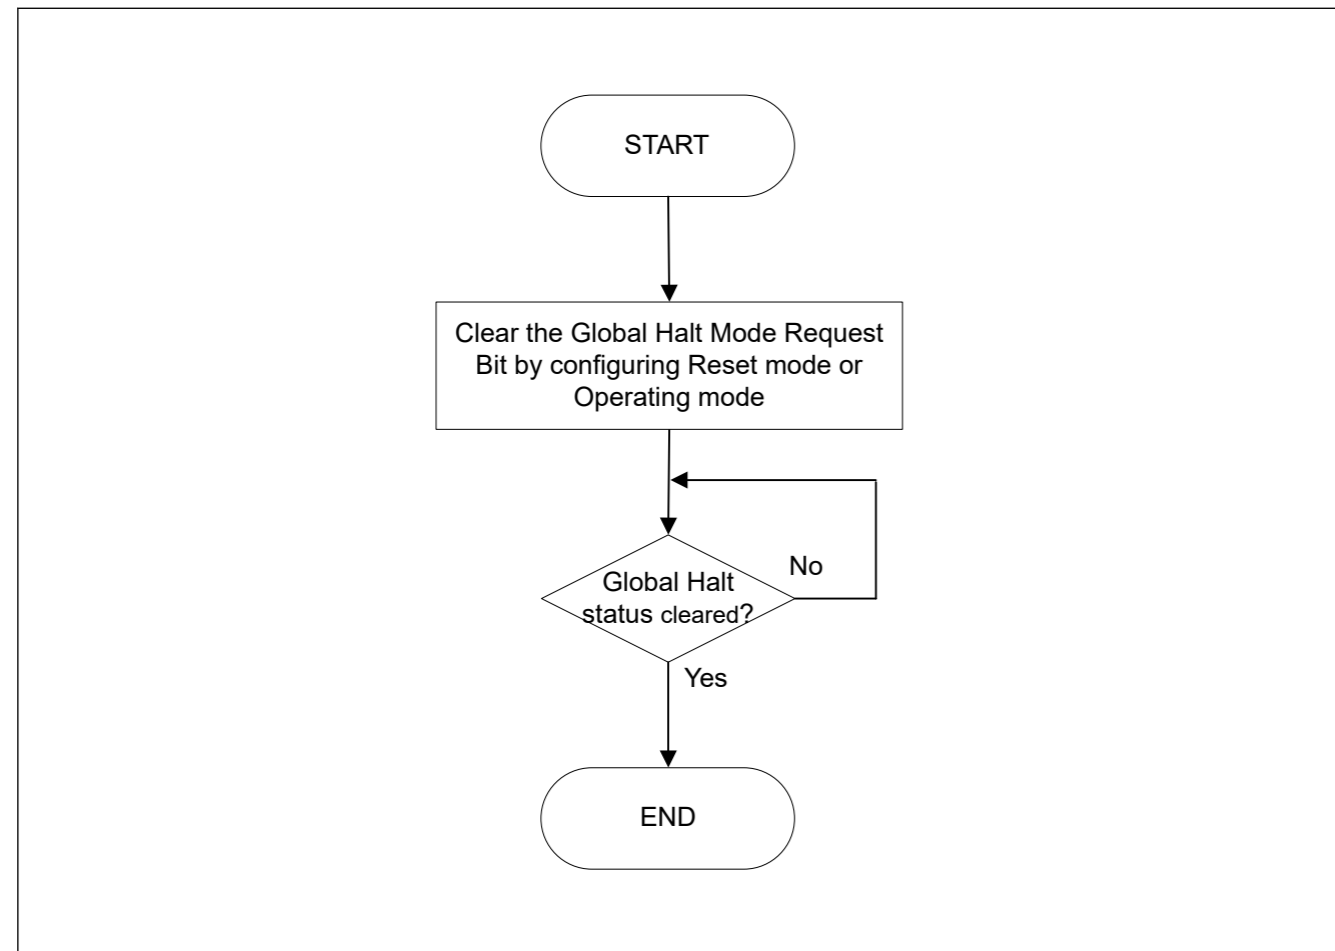 START
Clear the Global Halt Mode Request
Bit by configuring Reset mode or
Operating mode
No
Global Halt
status cleared?
Yes
END